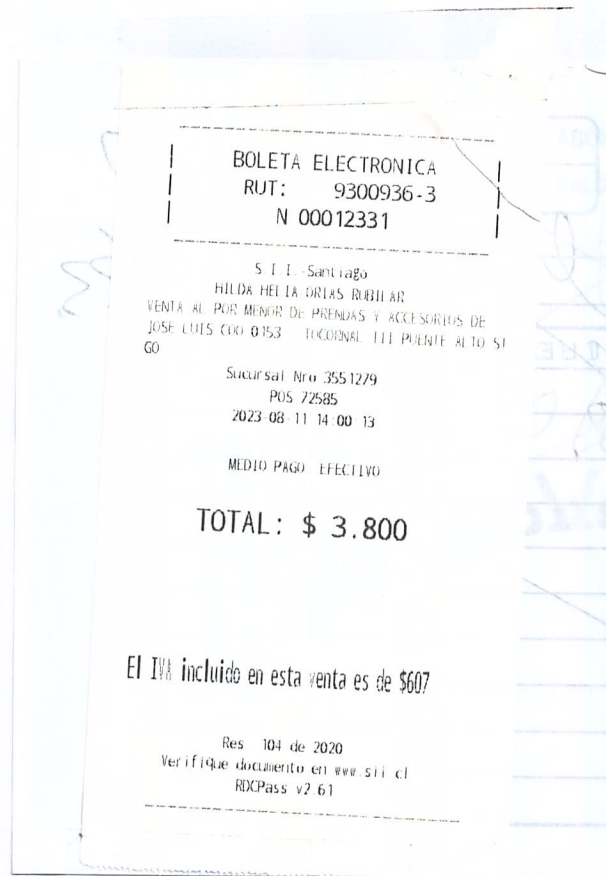 BOLETA ELECTRONICA
RUT: 9300936-3
N 00012331
S.I.I.-Santiago
HILDA HELIA ORIAS RUBILAR
VENTA AL POR MENOR DE PRENDAS Y ACCESORIOS DE
JOSE LUIS COO 0153 TOCORNAL III PUENTE ALTO SI
GO
Sucursal Nro 3551279
POS 72585
2023-08-11 14:00:13
MEDIO PAGO EFECTIVO
TOTAL: $ 3.800
El IVA incluido en esta venta es de $607
Res 104 de 2020
Verifique documento en www.sii.cl
RDCPass v2.61